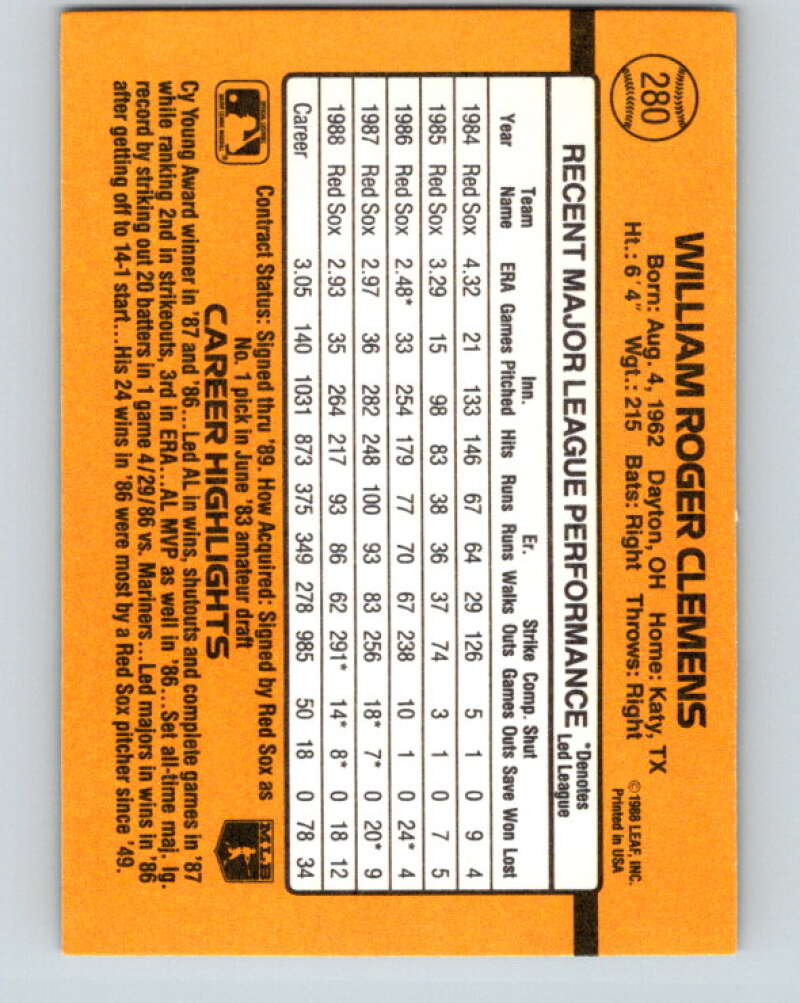 280
WILLIAM ROGER CLEMENS
Born: Aug. 4, 1962 Dayton, OH Home: Katy, TX
Ht.: 6'4" Wgt.: 215 Bats: Right Throws: Right
©1988 LEAF, INC.
Printed in USA
RECENT MAJOR LEAGUE PERFORMANCE
*Denotes
Led League
Year Team Name ERA Games Inn. Pitched Hits Runs Er. Runs Walks Strike Outs Comp. Games Shut Outs Save Won Lost
1984 Red Sox 4.32 21 133 146 67 64 29 126 5 1 0 9 4
1985 Red Sox 3.29 15 98 83 38 36 37 74 3 1 0 7 5
1986 Red Sox 2.48* 33 254 179 77 70 67 238 10 1 0 24* 4
1987 Red Sox 2.97 36 282 248 100 93 83 256 18* 7* 0 20* 9
1988 Red Sox 2.93 35 264 217 93 86 62 291* 14* 8* 0 18 12
Career 3.05 140 1031 873 375 349 278 985 50 18 0 78 34
Contract Status: Signed thru '89. How Acquired: Signed by Red Sox as
No. 1 pick in June '83 amateur draft
MLB
CAREER HIGHLIGHTS
Cy Young Award winner in '87 and '86...Led AL in wins, shutouts and complete games in '87
while ranking 2nd in strikeouts, 3rd in ERA...AL MVP as well in '86...Set all-time maj. lg.
record by striking out 20 batters in 1 game 4/29/86 vs. Mariners...Led majors in wins in '86
after getting off to 14-1 start...His 24 wins in '86 were most by a Red Sox pitcher since '49.